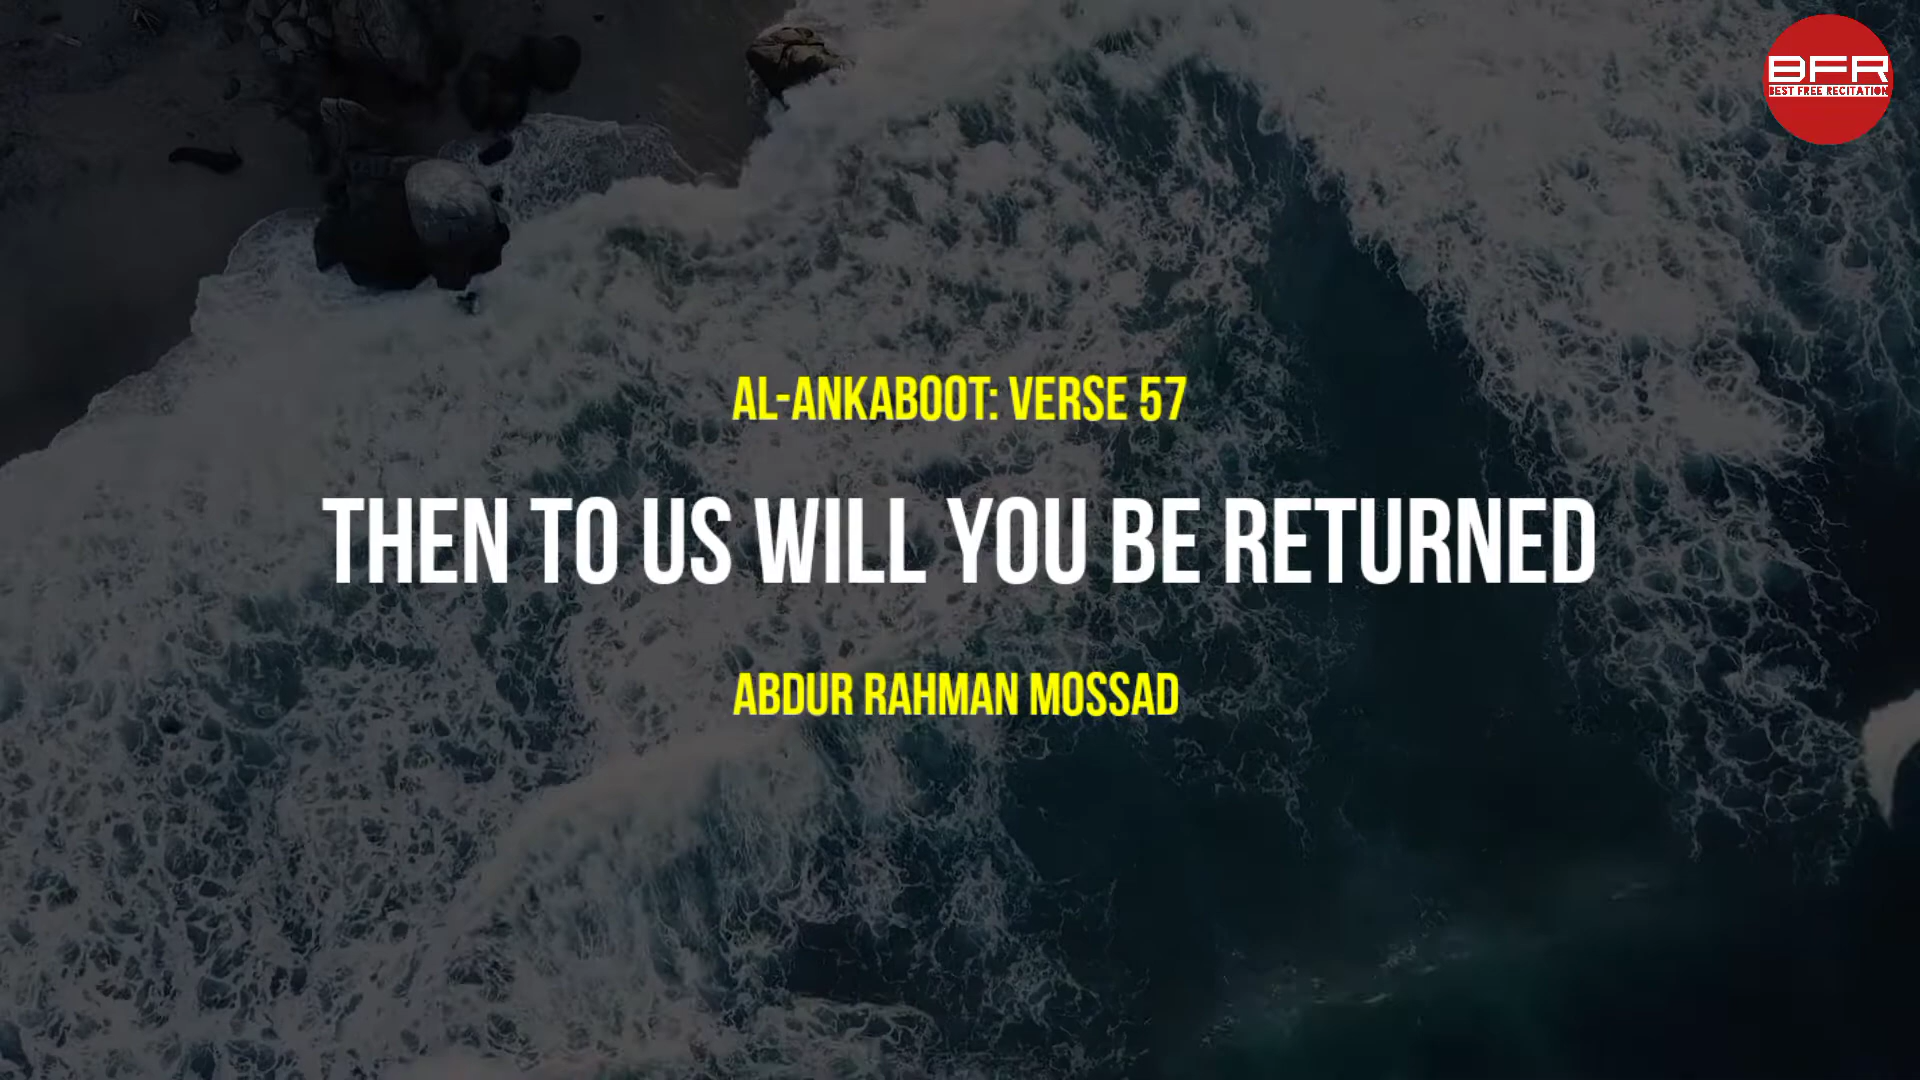 BFR
BEST FREE RECITATION
AL-ANKABOOT: VERSE 57
THEN TO US WILL YOU BE RETURNED
ABDUR RAHMAN MOSSAD